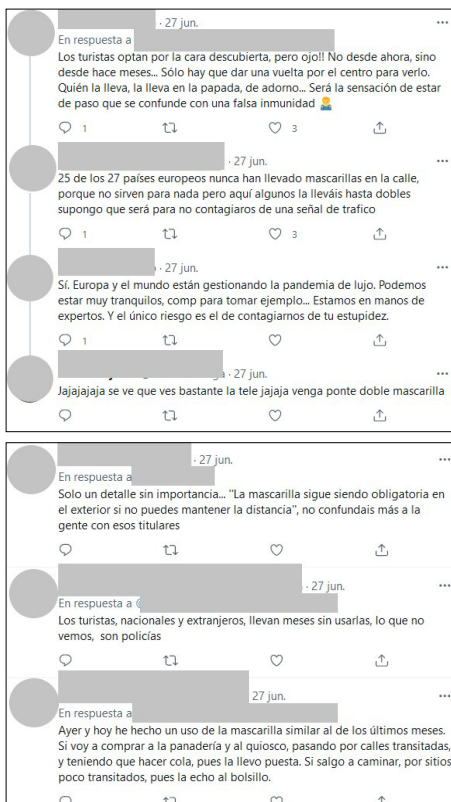 · 27 jun.
En respuesta a
Los turistas optan por la cara descubierta, pero ojo!! No desde ahora, sino
desde hace meses... Sólo hay que dar una vuelta por el centro para verlo.
Quién la lleva, la lleva en la papada, de adorno... Será la sensación de estar
de paso que se confunde con una falsa inmunidad 🤷‍♂️
1 3
· 27 jun.
25 de los 27 países europeos nunca han llevado mascarillas en la calle,
porque no sirven para nada pero aquí algunos la lleváis hasta dobles
supongo que será para no contagiaros de una señal de trafico
1 3
· 27 jun.
Sí. Europa y el mundo están gestionando la pandemia de lujo. Podemos
estar muy tranquilos, comp para tomar ejemplo... Estamos en manos de
expertos. Y el único riesgo es el de contagiarnos de tu estupidez.
1
· 27 jun.
Jajajajaja se ve que ves bastante la tele jajaja venga ponte doble mascarilla
· 27 jun.
En respuesta a
Solo un detalle sin importancia... "La mascarilla sigue siendo obligatoria en
el exterior si no puedes mantener la distancia", no confundais más a la
gente con esos titulares
· 27 jun.
En respuesta a
Los turistas, nacionales y extranjeros, llevan meses sin usarlas, lo que no
vemos, son policías
27 jun.
En respuesta a
Ayer y hoy he hecho un uso de la mascarilla similar al de los últimos meses.
Si voy a comprar a la panadería y al quiosco, pasando por calles transitadas,
y teniendo que hacer cola, pues la llevo puesta. Si salgo a caminar, por sitios
poco transitados, pues la echo al bolsillo.